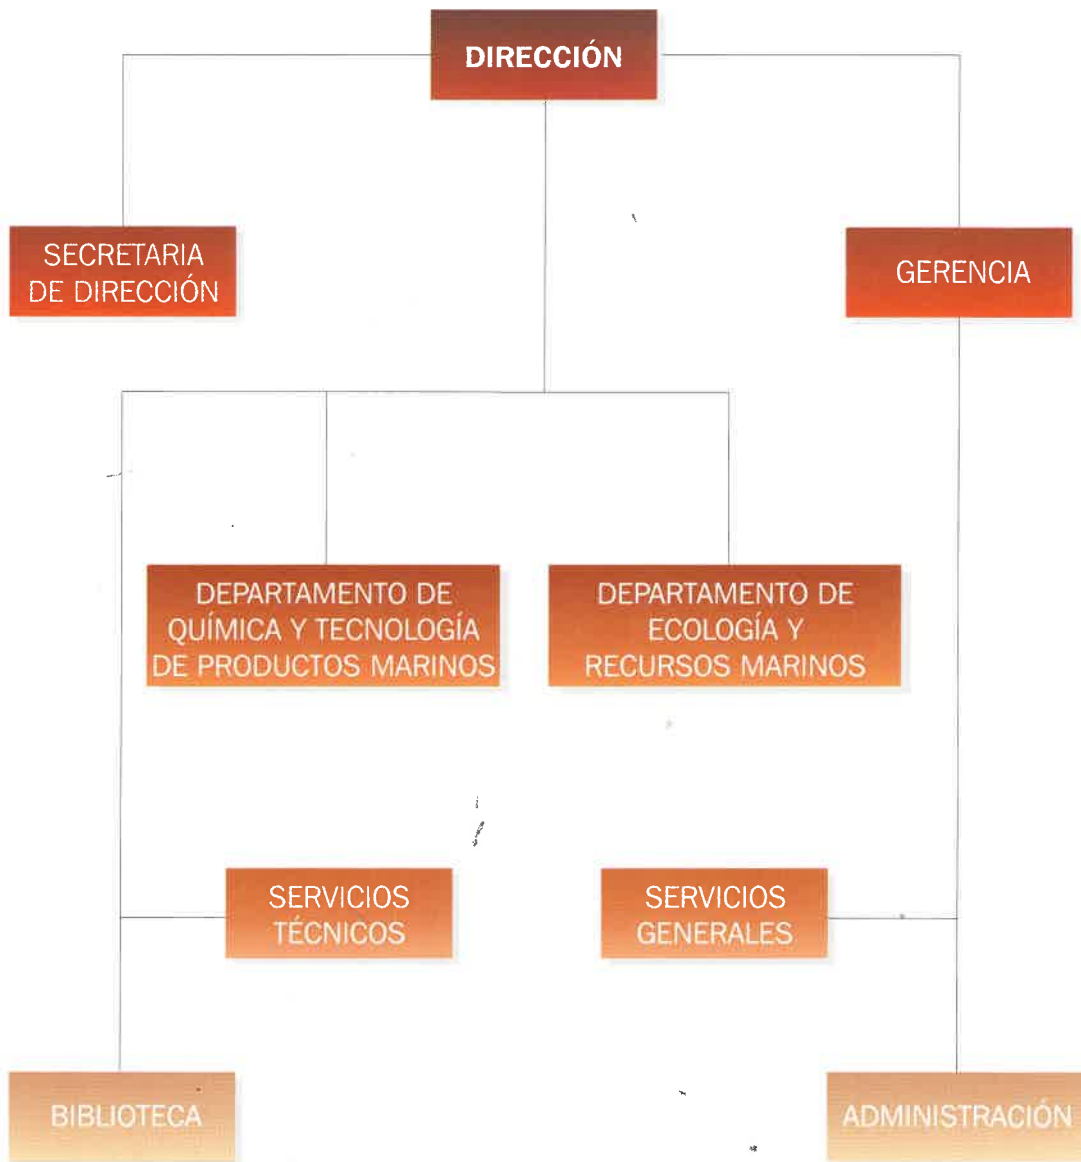 DIRECCIÓN
SECRETARIA
DE DIRECCIÓN
GERENCIA
DEPARTAMENTO DE
QUÍMICA Y TECNOLOGÍA
DE PRODUCTOS MARINOS
DEPARTAMENTO DE
ECOLOGÍA Y
RECURSOS MARINOS
SERVICIOS
TÉCNICOS
SERVICIOS
GENERALES
BIBLIOTECA
ADMINISTRACIÓN